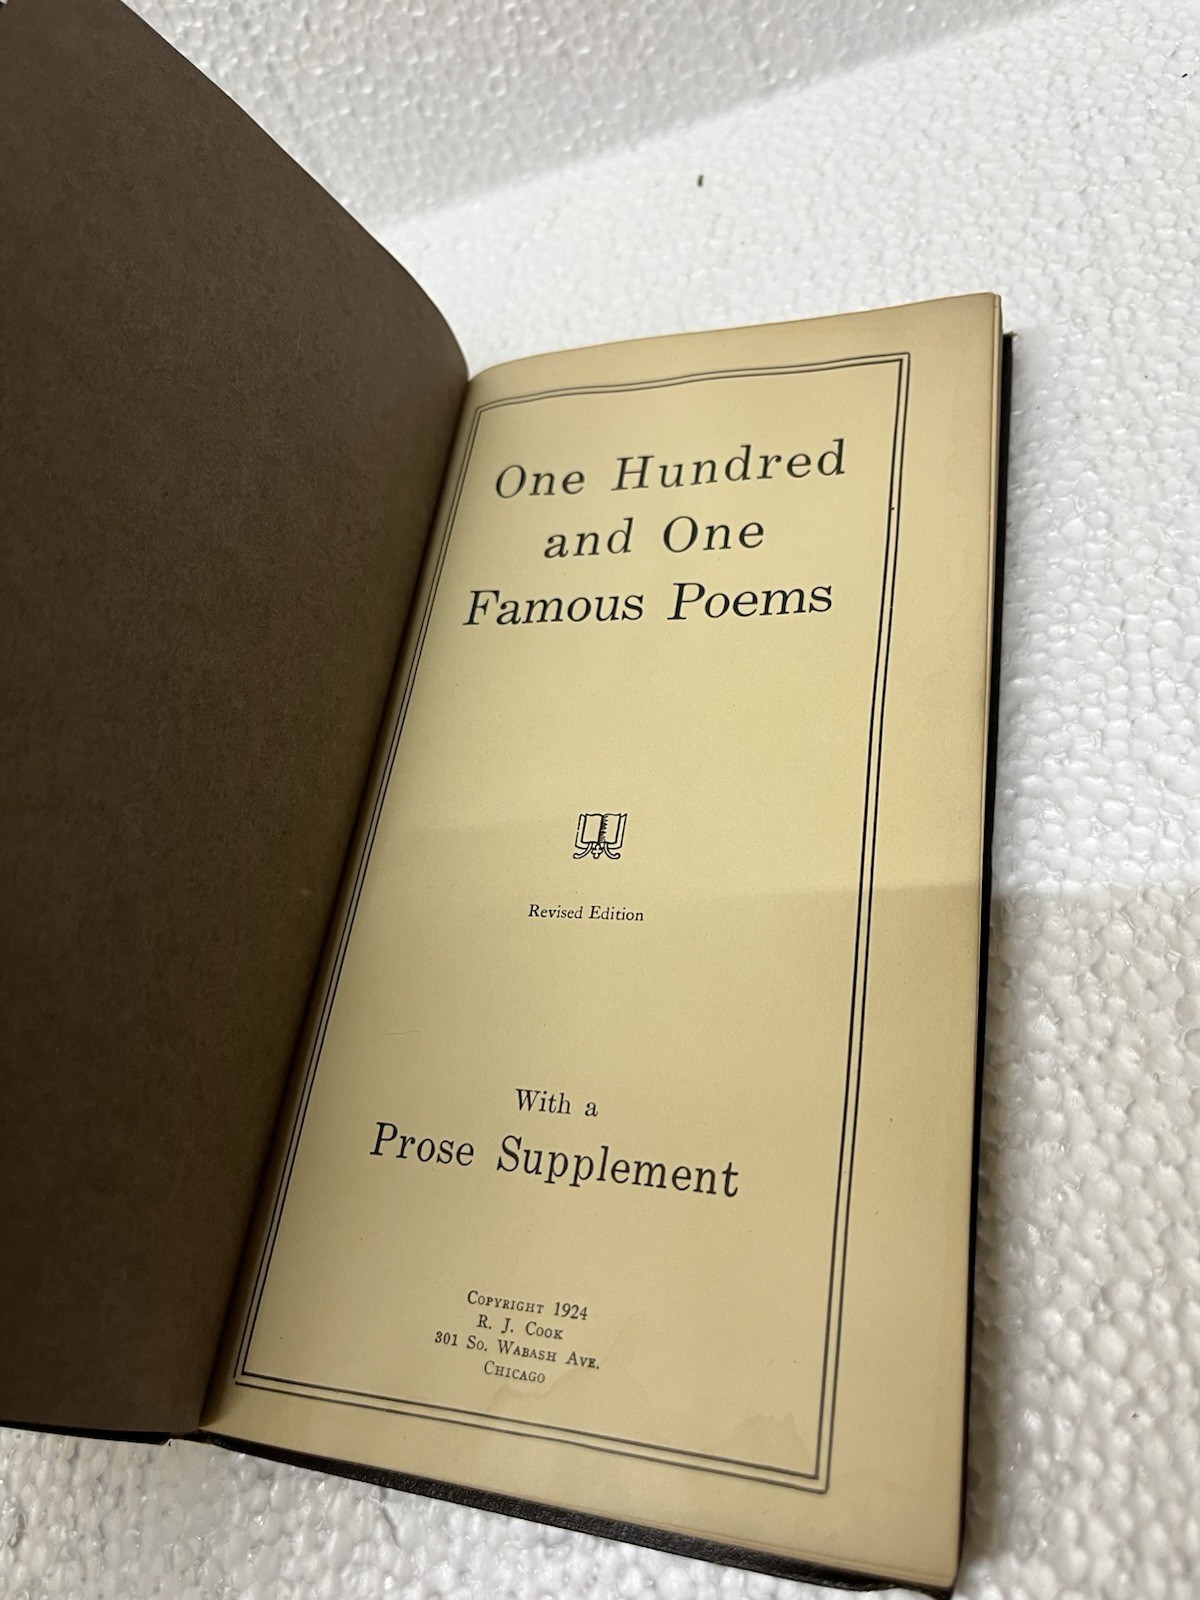 One Hundred
and One
Famous Poems
Revised Edition
With a
Prose Supplement
Copyright 1924
R. J. Cook
301 So. Wabash Ave.
Chicago